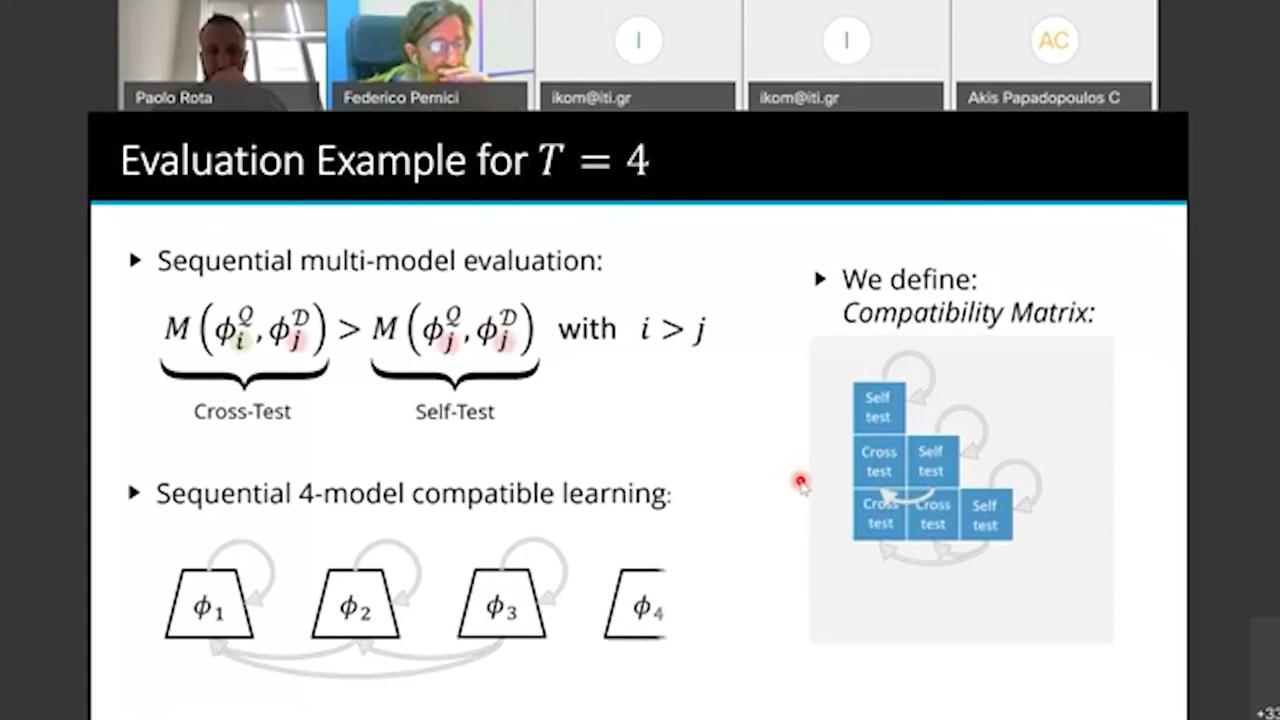 I
I
AC
Paolo Rota
Federico Pernici
ikom@iti.gr
ikom@iti.gr
Akis Papadopoulos C
Evaluation Example for T = 4
Sequential multi-model evaluation:
M(ϕ_i^Q, ϕ_j^D) > M(ϕ_j^Q, ϕ_j^D) with i > j
Cross-Test
Self-Test
Sequential 4-model compatible learning:
ϕ1 ϕ2 ϕ3 ϕ4
We define:
Compatibility Matrix:
Self
test
Cross Self
test test
Cross Cross Self
test test test